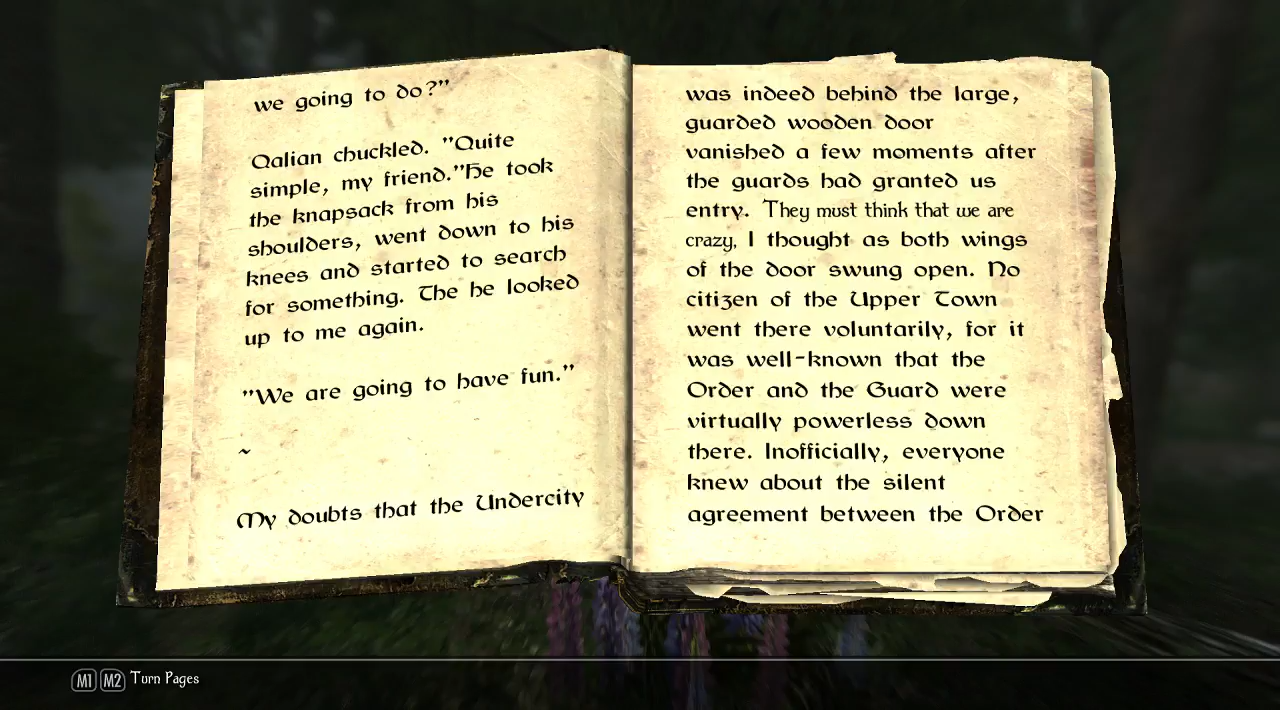 we going to do?"
Qalian chuckled. "Quite
simple, my friend."He took
the knapsack from his
shoulders, went down to his
knees and started to search
for something. The he looked
up to me again.
"We are going to have fun."
~
My doubts that the Undercity
was indeed behind the large,
guarded wooden door
vanished a few moments after
the guards had granted us
entry. They must think that we are
crazy, I thought as both wings
of the door swung open. No
citizen of the Upper Town
went there voluntarily, for it
was well-known that the
Order and the Guard were
virtually powerless down
there. Inofficially, everyone
knew about the silent
agreement between the Order
M1 M2 Turn Pages